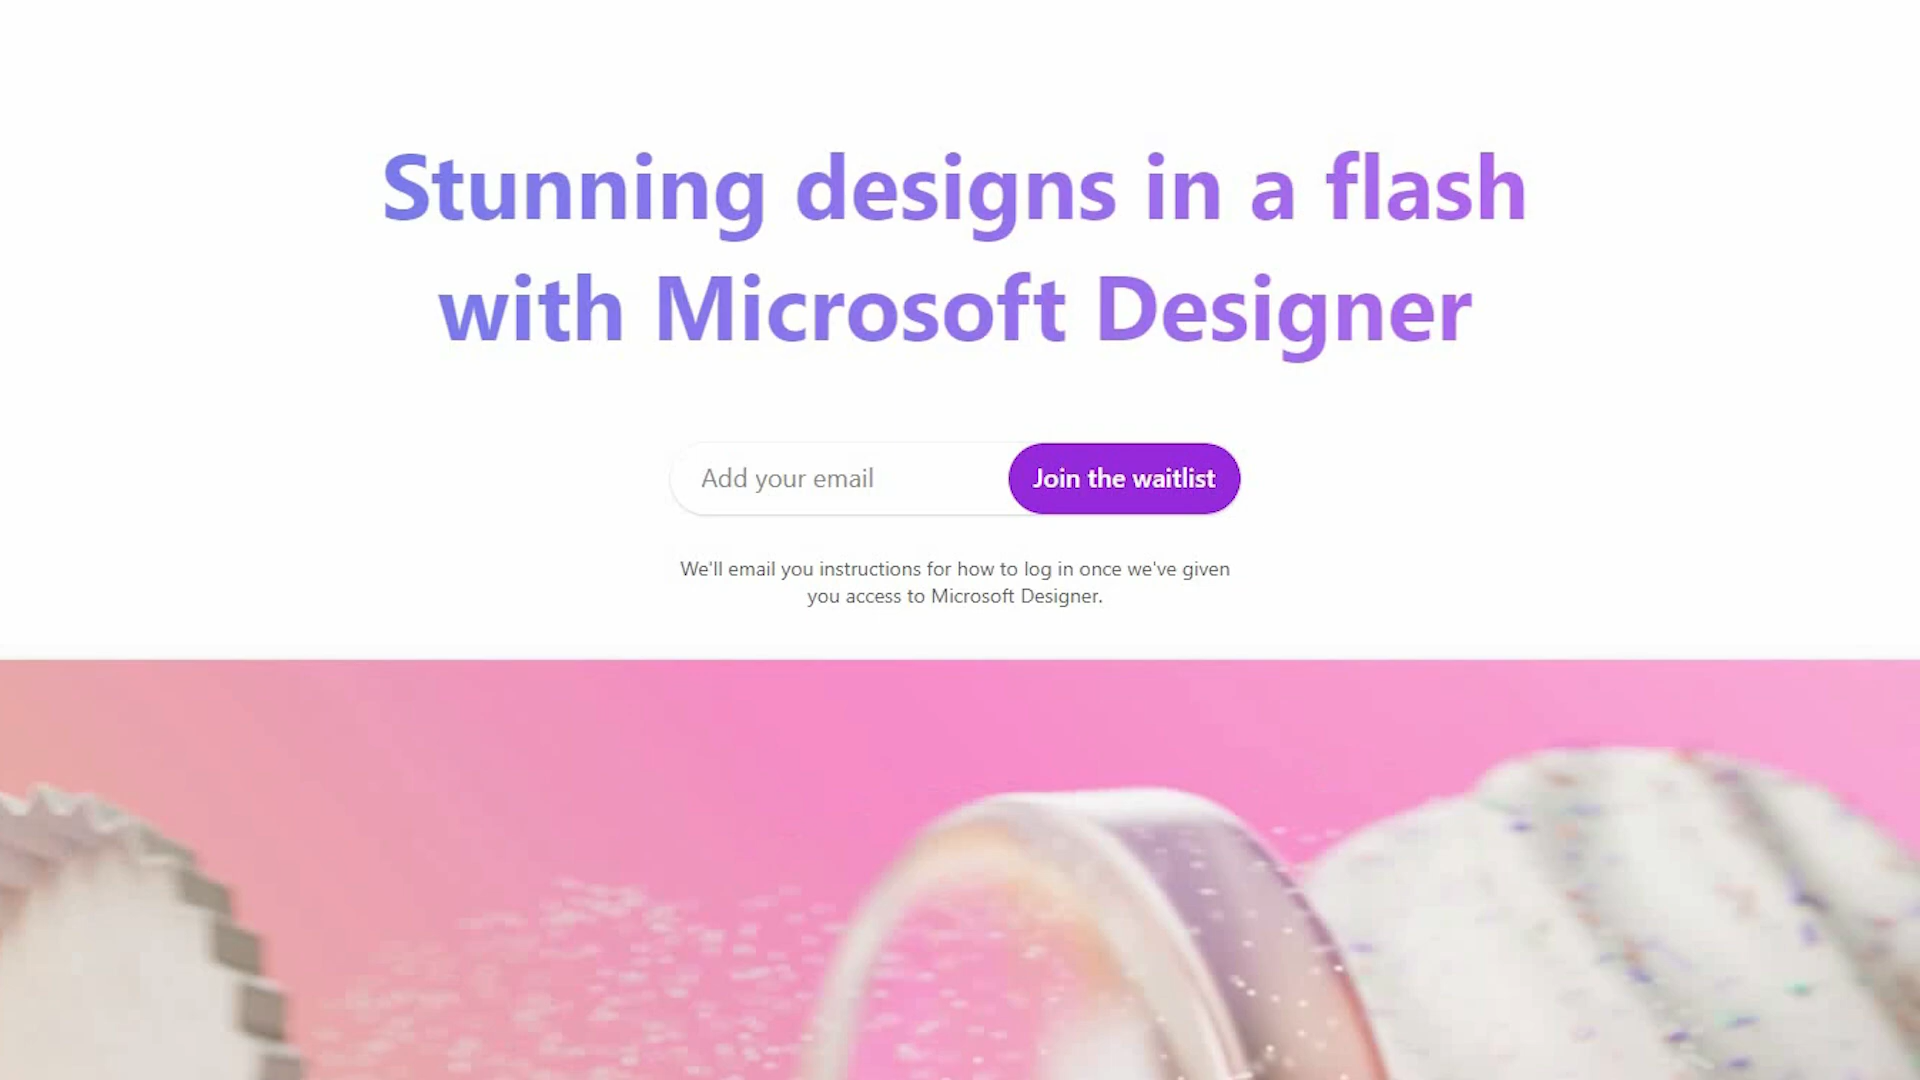 Stunning designs in a flash
with Microsoft Designer
Add your email
Join the waitlist
We'll email you instructions for how to log in once we've given
you access to Microsoft Designer.